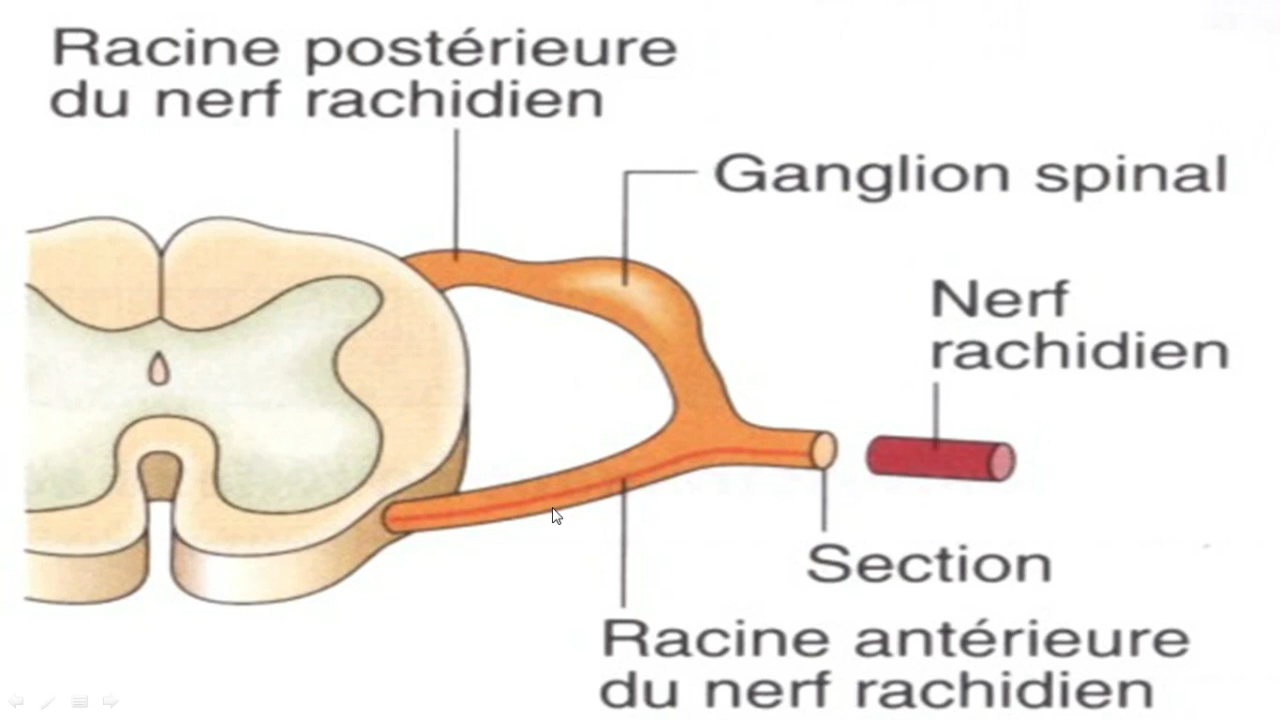 Racine postérieure
du nerf rachidien
Ganglion spinal
Nerf
rachidien
Section
Racine antérieure
du nerf rachidien